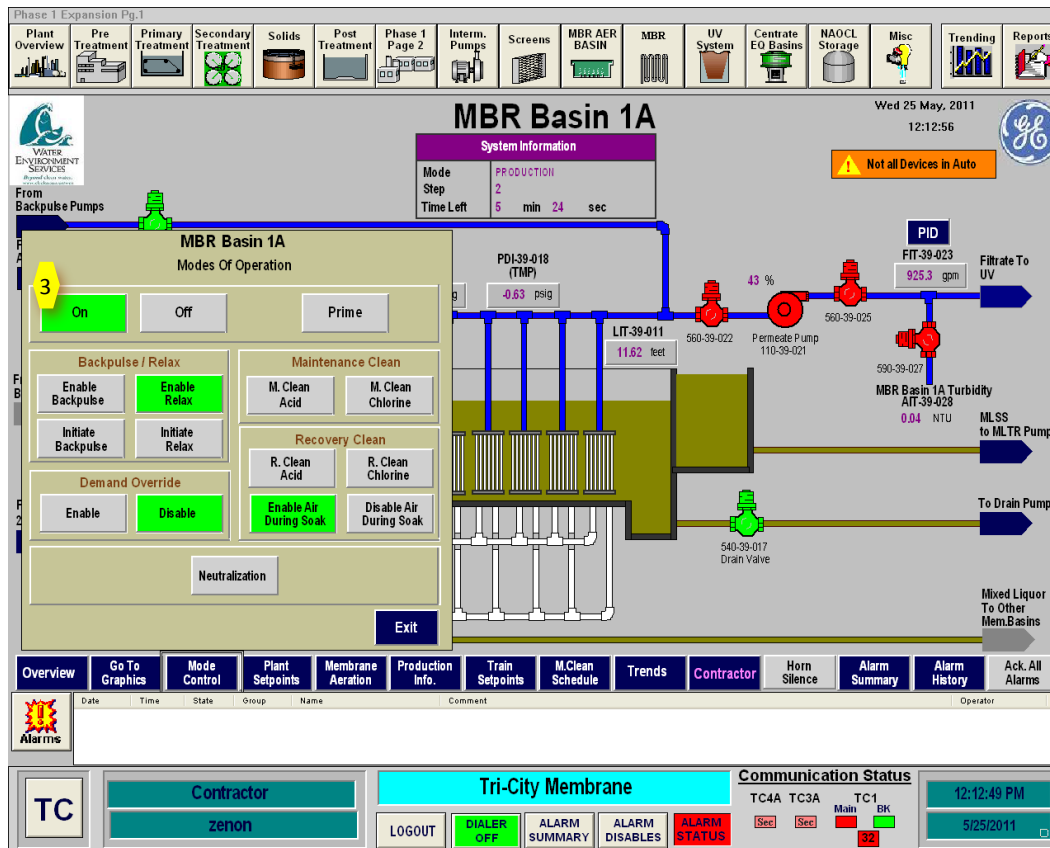 Phase 1 Expansion Pg.1
Plant
Overview
Pre
Treatment
Primary
Treatment
Secondary
Treatment
Solids
Post
Treatment
Phase 1
Page 2
Interm.
Pumps
Screens
MBR AER
BASIN
MBR
UV
System
Centrate
EQ Basins
NAOCL
Storage
Misc
Trending
Reports
WATER
ENVIRONMENT
SERVICES
MBR Basin 1A
Wed 25 May, 2011
12:12:56
System Information
Mode PRODUCTION
Step 2
Time Left 5 min 24 sec
Not all Devices in Auto
From
Backpulse Pumps
MBR Basin 1A
Modes Of Operation
3
On
Off
Prime
Backpulse / Relax
Enable
Backpulse
Enable
Relax
Initiate
Backpulse
Initiate
Relax
Maintenance Clean
M. Clean
Acid
M. Clean
Chlorine
Recovery Clean
R. Clean
Acid
R. Clean
Chlorine
Enable Air
During Soak
Disable Air
During Soak
Demand Override
Enable
Disable
Neutralization
Exit
PDI-39-018
(TMP)
-0.63 psig
LIT-39-011
11.62 feet
560-39-022
43 %
Permeate Pump
110-39-021
560-39-025
PID
FIT-39-023
925.3 gpm
Filtrate To
UV
590-39-027
MBR Basin 1A Turbidity
AIT-39-028
0.04 NTU
MLSS
to MLTR Pump
To Drain Pump
540-39-017
Drain Valve
Mixed Liquor
To Other
Mem.Basins
Overview
Go To
Graphics
Mode
Control
Plant
Setpoints
Membrane
Aeration
Production
Info.
Train
Setpoints
M.Clean
Schedule
Trends
Contractor
Horn
Silence
Alarm
Summary
Alarm
History
Ack. All
Alarms
Alarms
Date Time State Group Name Comment Operator
TC
Contractor
zenon
Tri-City Membrane
LOGOUT
DIALER
OFF
ALARM
SUMMARY
ALARM
DISABLES
ALARM
STATUS
Communication Status
TC4A TC3A TC1
Main BK
Sec Sec
32
12:12:49 PM
5/25/2011